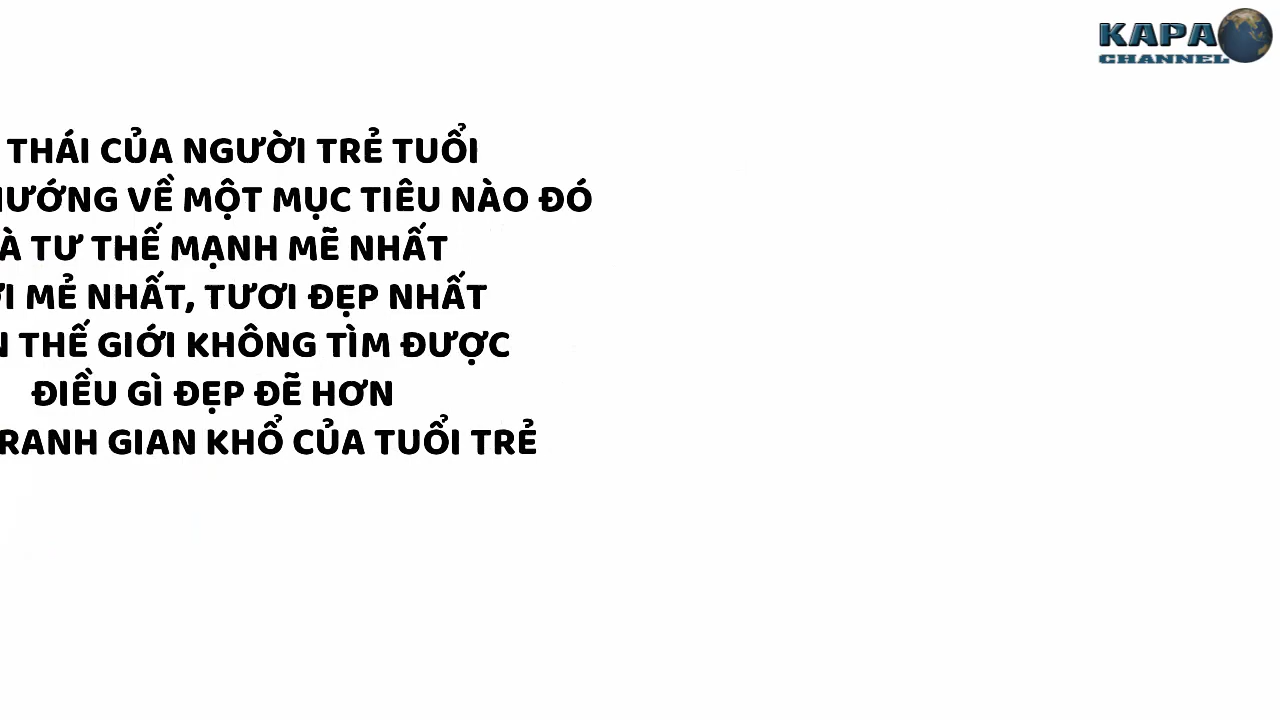 KAPA
CHANNEL
THÁI CỦA NGƯỜI TRẺ TUỔI
VỀ MỘT MỤC TIÊU NÀO ĐÓ
TƯ THẾ MẠNH MẼ NHẤT
MẺ NHẤT, TƯƠI ĐẸP NHẤT
THẾ GIỚI KHÔNG TÌM ĐƯỢC
ĐIỀU GÌ ĐẸP ĐẼ HƠN
GIAN KHỔ CỦA TUỔI TRẺ